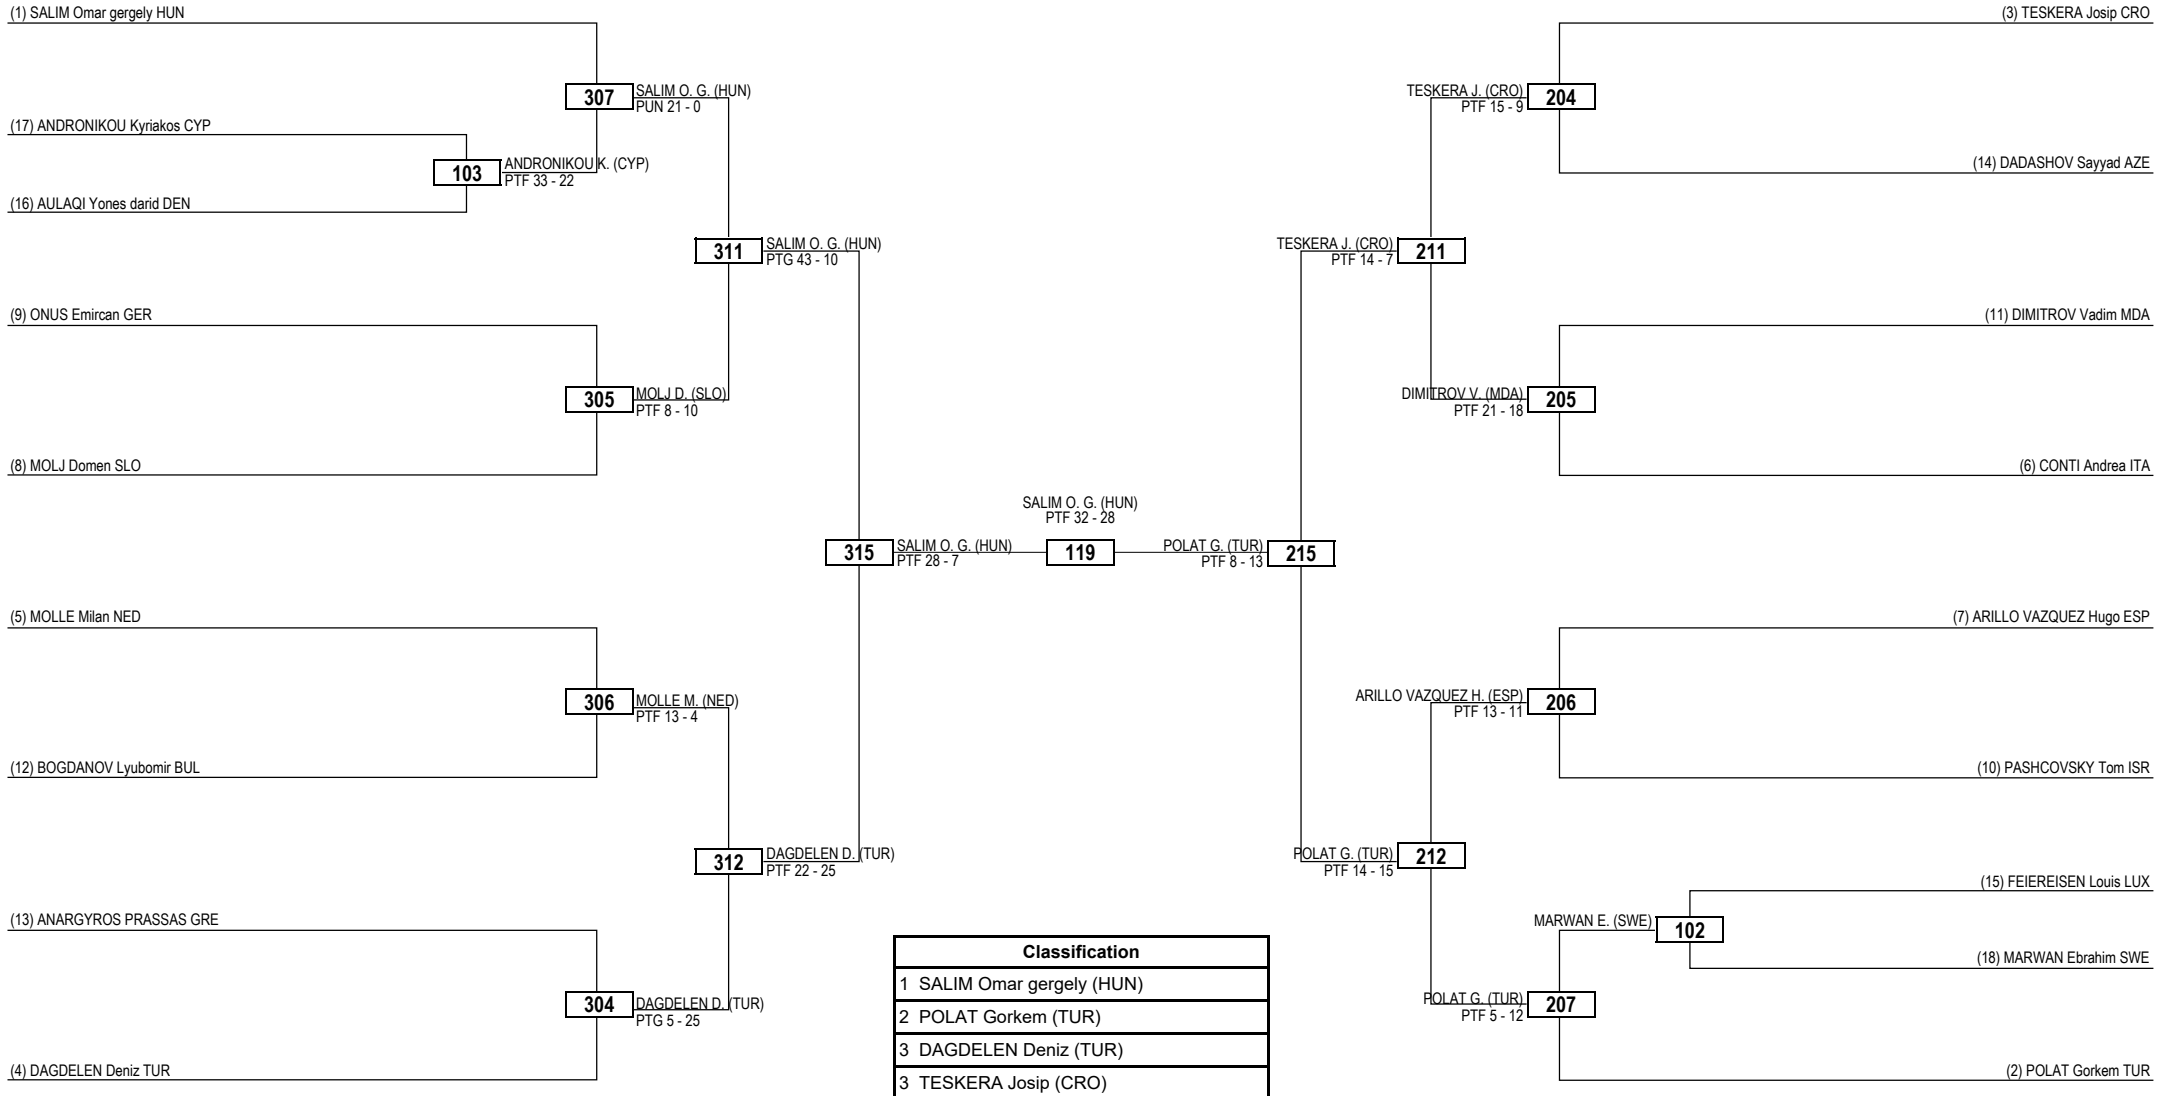 (1) SALIM Omar gergely HUN
(3) TESKERA Josip CRO
307
SALIM O. G. (HUN)
PUN 21 - 0
TESKERA J. (CRO)
PTF 15 - 9
204
(17) ANDRONIKOU Kyriakos CYP
103
ANDRONIKOU K. (CYP)
PTF 33 - 22
(14) DADASHOV Sayyad AZE
(16) AULAQI Yones darid DEN
311
SALIM O. G. (HUN)
PTG 43 - 10
TESKERA J. (CRO)
PTF 14 - 7
211
(9) ONUS Emircan GER
(11) DIMITROV Vadim MDA
305
MOLJ D. (SLO)
PTF 8 - 10
DIMITROV V. (MDA)
PTF 21 - 18
205
(8) MOLJ Domen SLO
(6) CONTI Andrea ITA
SALIM O. G. (HUN)
PTF 32 - 28
315
SALIM O. G. (HUN)
PTF 28 - 7
119
POLAT G. (TUR)
PTF 8 - 13
215
(5) MOLLE Milan NED
(7) ARILLO VAZQUEZ Hugo ESP
306
MOLLE M. (NED)
PTF 13 - 4
ARILLO VAZQUEZ H. (ESP)
PTF 13 - 11
206
(12) BOGDANOV Lyubomir BUL
(10) PASHCOVSKY Tom ISR
312
DAGDELEN D. (TUR)
PTF 22 - 25
POLAT G. (TUR)
PTF 14 - 15
212
(15) FEIEREISEN Louis LUX
(13) ANARGYROS PRASSAS GRE
MARWAN E. (SWE)
102
(18) MARWAN Ebrahim SWE
304
DAGDELEN D. (TUR)
PTG 5 - 25
POLAT G. (TUR)
PTF 5 - 12
207
(4) DAGDELEN Deniz TUR
(2) POLAT Gorkem TUR
Classification
1 SALIM Omar gergely (HUN)
2 POLAT Gorkem (TUR)
3 DAGDELEN Deniz (TUR)
3 TESKERA Josip (CRO)